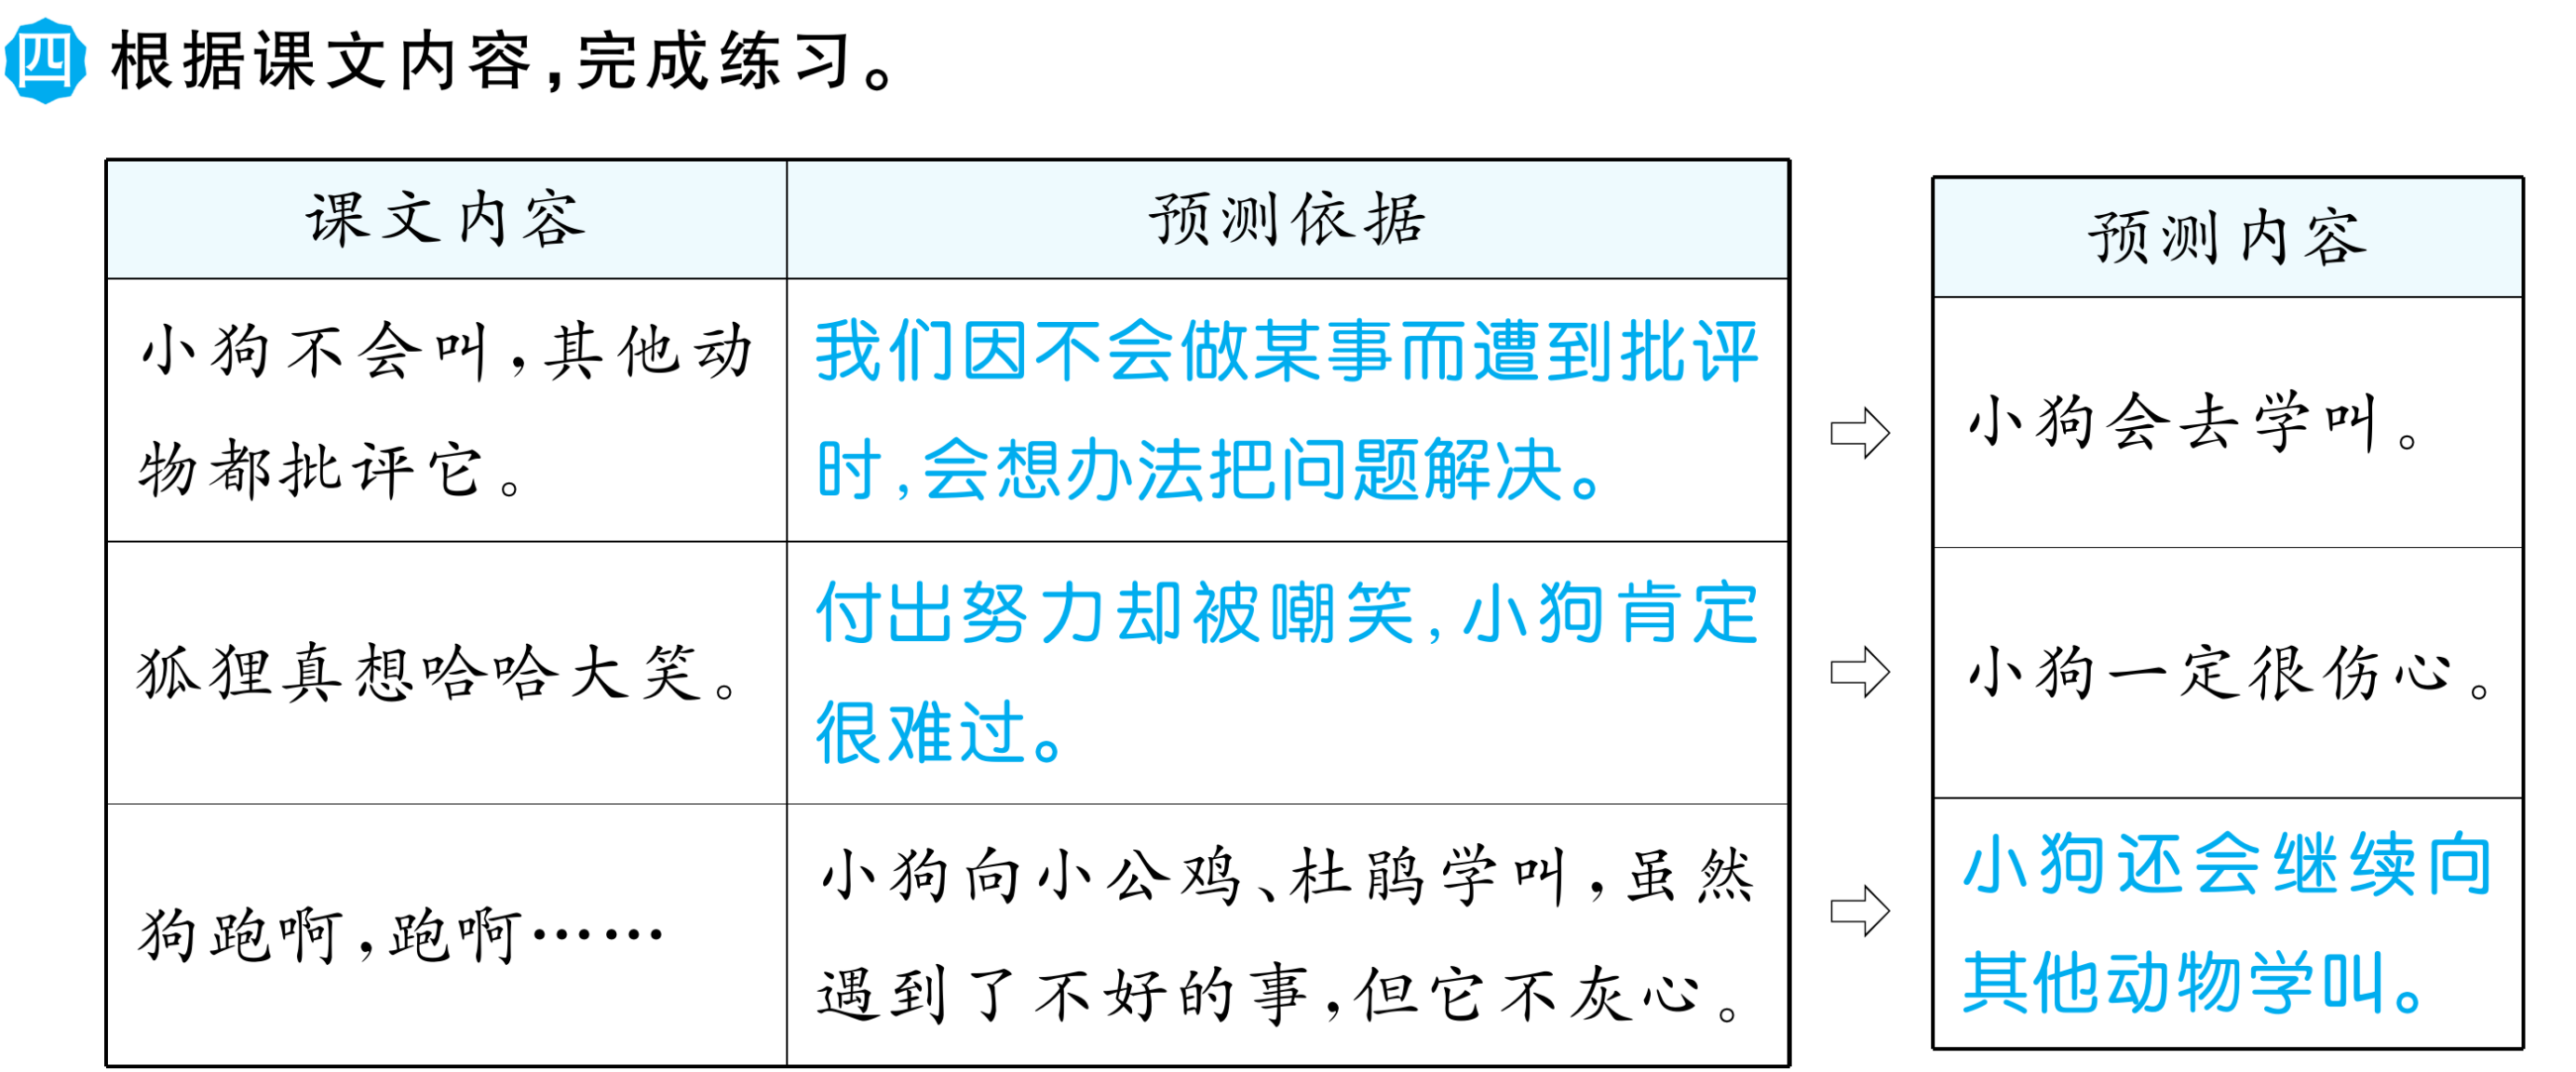 四 根据课文内容,完成练习。
课文内容 预测依据 预测内容
小狗不会叫,其他动
物都批评它。
我们因不会做某事而遭到批评
时,会想办法把问题解决。
小狗会去学叫。
狐狸真想哈哈大笑。
付出努力却被嘲笑,小狗肯定
很难过。
小狗一定很伤心。
狗跑啊,跑啊……
小狗向小公鸡、杜鹃学叫,虽然
遇到了不好的事,但它不灰心。
小狗还会继续向
其他动物学叫。